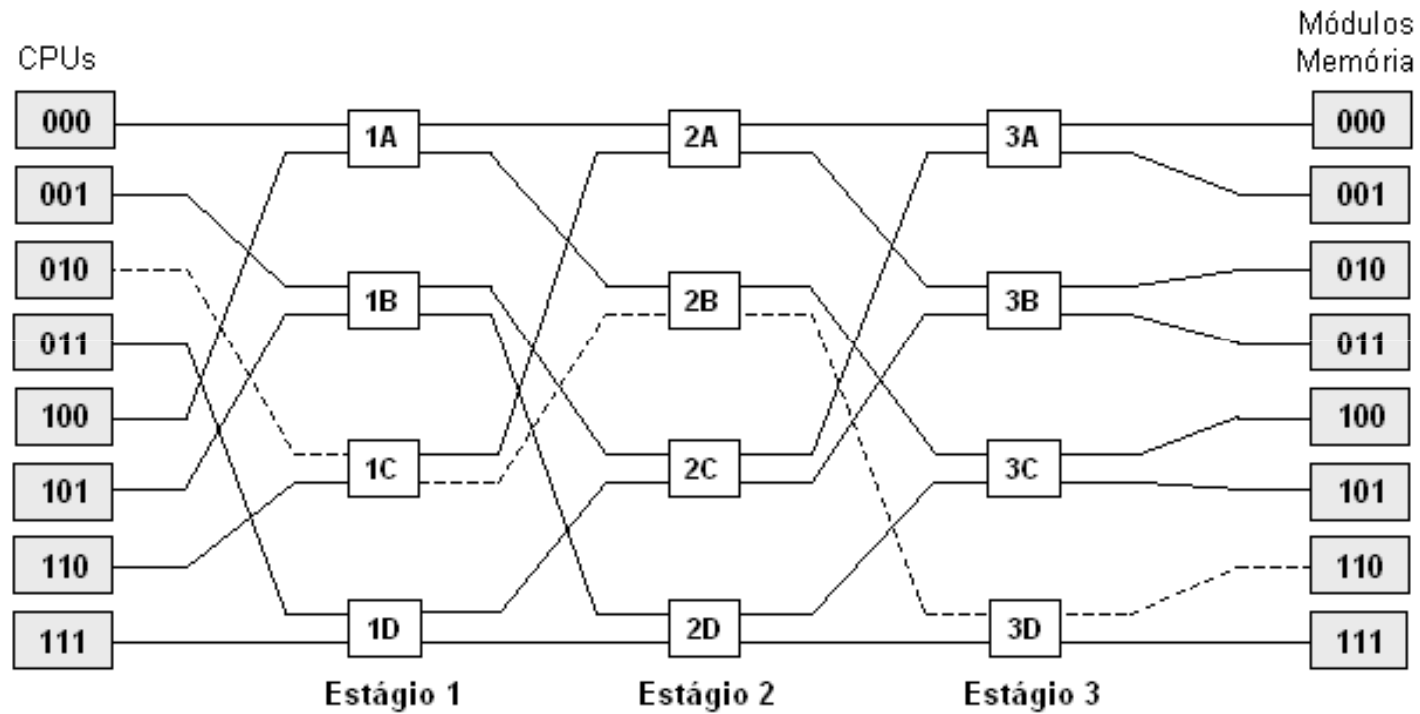 Módulos
Memória
CPUs
000
1A
2A
3A
000
001
001
010
1B
2B
3B
010
011
011
100
1C
2C
3C
100
101
101
110
110
1D
2D
3D
111
111
Estágio 1
Estágio 2
Estágio 3